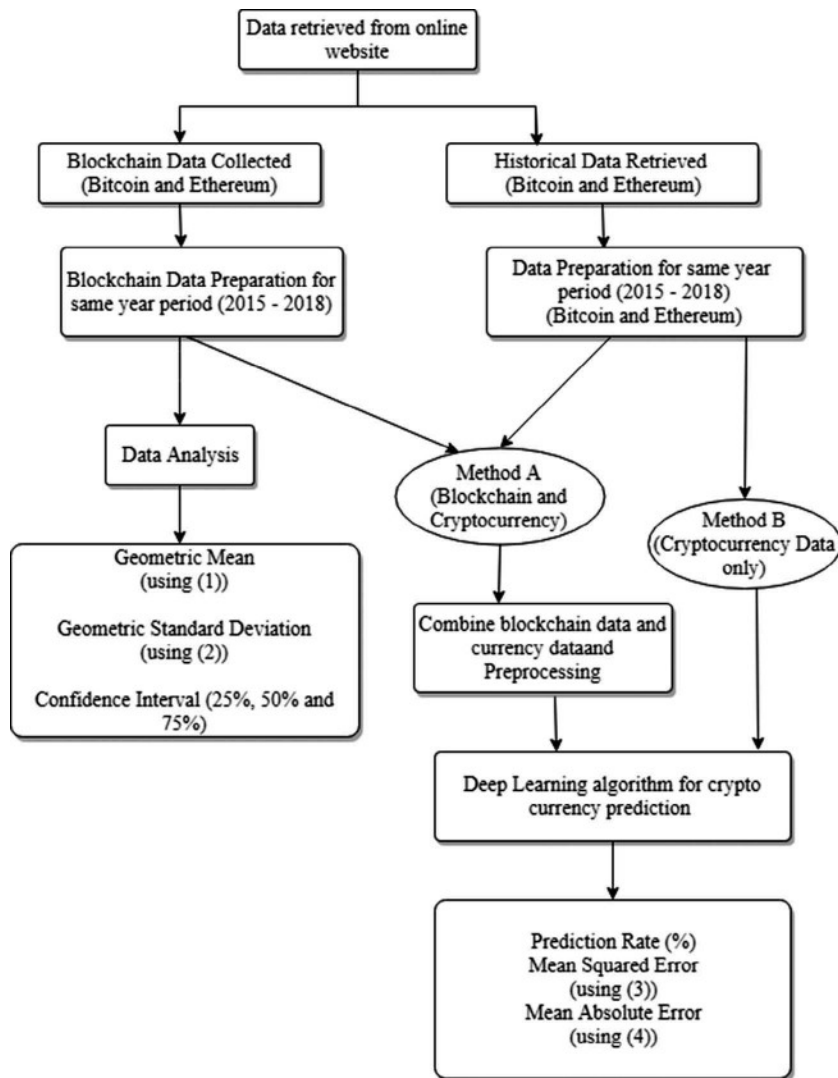 Data retrieved from online
website
Blockchain Data Collected
(Bitcoin and Ethereum)
Historical Data Retrieved
(Bitcoin and Ethereum)
Blockchain Data Preparation for
same year period (2015 - 2018)
Data Preparation for same year
period (2015 - 2018)
(Bitcoin and Ethereum)
Data Analysis
Method A
(Blockchain and
Cryptocurrency)
Method B
(Cryptocurrency Data
only)
Geometric Mean
(using (1))
Geometric Standard Deviation
(using (2))
Confidence Interval (25%, 50% and
75%)
Combine blockchain data and
currency dataand
Preprocessing
Deep Learning algorithm for crypto
currency prediction
Prediction Rate (%)
Mean Squared Error
(using (3))
Mean Absolute Error
(using (4))